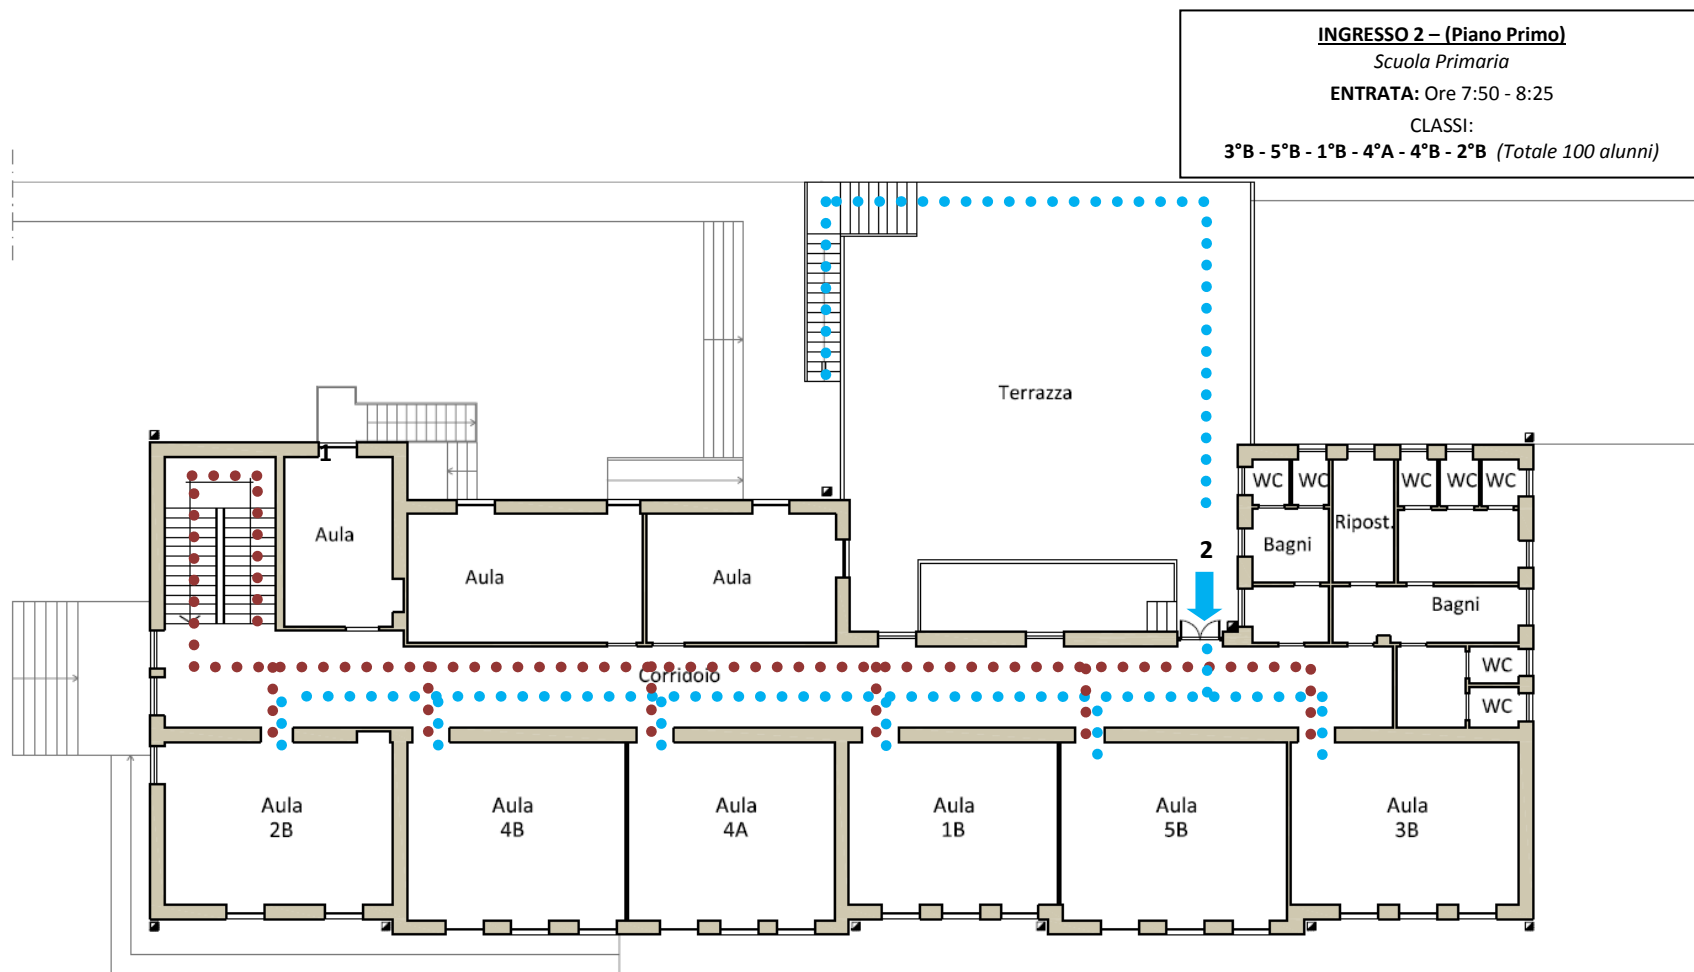 INGRESSO 2 – (Piano Primo)
Scuola Primaria
ENTRATA: Ore 7:50 - 8:25
CLASSI:
3°B - 5°B - 1°B - 4°A - 4°B - 2°B (Totale 100 alunni)
Terrazza
1
WC
WC
WC
WC
WC
Ripost.
Aula
Bagni
2
Aula
Aula
Bagni
Corridoio
WC
WC
Aula
2B
Aula
4B
Aula
4A
Aula
1B
Aula
5B
Aula
3B